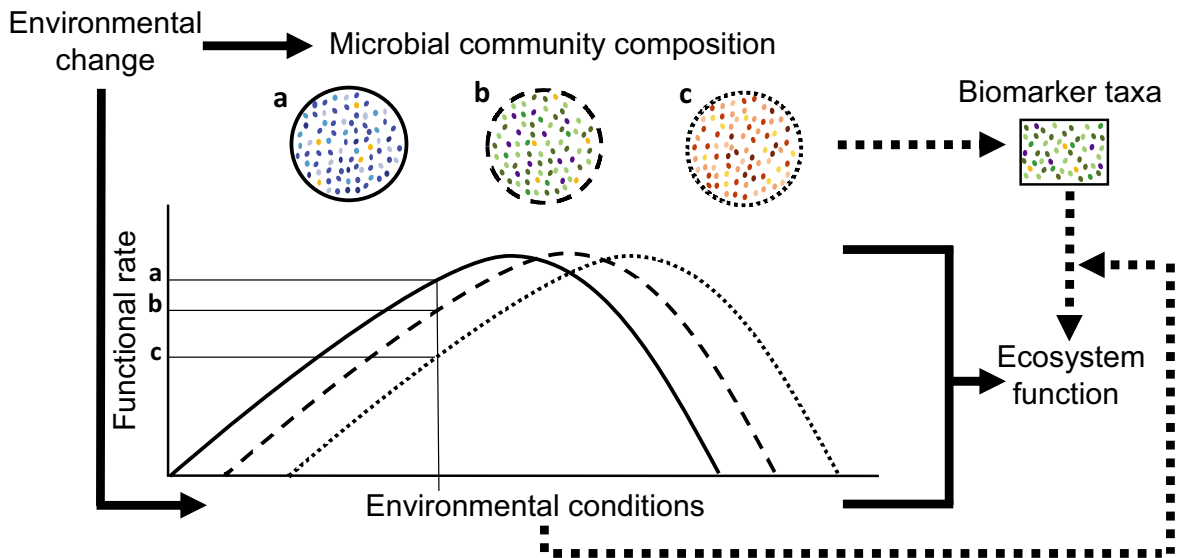 Environmental
change
Microbial community composition
a
b
c
Biomarker taxa
Functional rate
a
b
c
Ecosystem
function
Environmental conditions